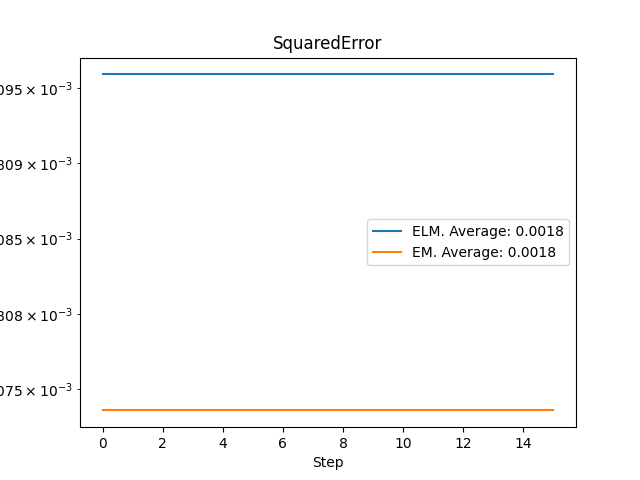 SquaredError
095 × 10⁻³
809 × 10⁻³
085 × 10⁻³
808 × 10⁻³
075 × 10⁻³
ELM. Average: 0.0018
EM. Average: 0.0018
0 2 4 6 8 10 12 14
Step